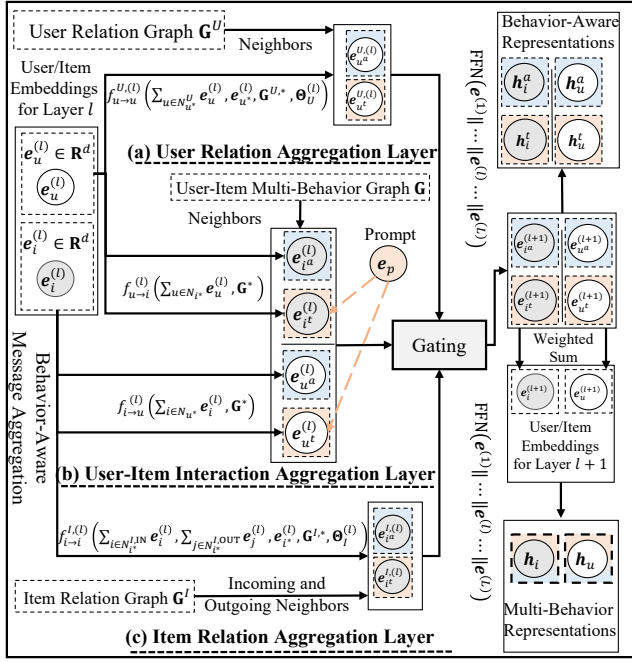 User Relation Graph G^U
Neighbors
User/Item
Embeddings
for Layer l
f_{u→u}^{U,(l)}(∑_{u∈N_{u*}^U} e_u^{(l)}, e_{u*}^{(l)}, G^{U,*}, Θ_U^{(l)})
e_{u^a}^{U,(l)}
e_{u^t}^{U,(l)}
(a) User Relation Aggregation Layer
e_u^{(l)} ∈ R^d
e_u^{(l)}
e_i^{(l)} ∈ R^d
e_i^{(l)}
User-Item Multi-Behavior Graph G
Neighbors
Prompt
e_p
f_{u→i}^{(l)}(∑_{u∈N_{i*}} e_u^{(l)}, G^*)
e_{i^a}^{(l)}
e_{i^t}^{(l)}
f_{i→u}^{(l)}(∑_{i∈N_{u*}} e_i^{(l)}, G^*)
e_{u^a}^{(l)}
e_{u^t}^{(l)}
Behavior-Aware
Message Aggregation
(b) User-Item Interaction Aggregation Layer
f_{i→i}^{I,(l)}(∑_{i∈N_{i*}^{I,IN}} e_i^{(l)}, ∑_{j∈N_{i*}^{I,OUT}} e_j^{(l)}, e_{i*}^{(l)}, G^{I,*}, Θ_I^{(l)})
e_{i^a}^{I,(l)}
e_{i^t}^{I,(l)}
Item Relation Graph G^I
Incoming and
Outgoing Neighbors
(c) Item Relation Aggregation Layer
Gating
Behavior-Aware
Representations
h_i^a h_u^a
h_i^t h_u^t
FFN(e^{(1)}‖⋯‖e^{(l)}⋯‖e^{(L)})
e_{i^a}^{(l+1)} e_{u^a}^{(l+1)}
e_{i^t}^{(l+1)} e_{u^t}^{(l+1)}
Weighted
Sum
e_i^{(l+1)} e_u^{(l+1)}
User/Item
Embeddings
for Layer l + 1
FFN(e^{(1)}‖⋯‖e^{(l)}⋯‖e^{(L)})
h_i h_u
Multi-Behavior
Representations